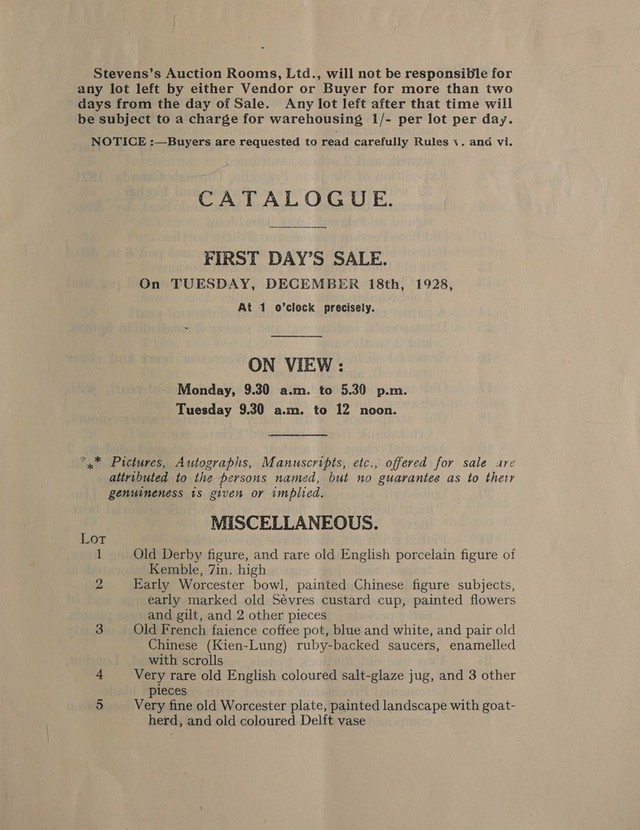 Stevens's Auction Rooms, Ltd., will not be responsible for
any lot left by either Vendor or Buyer for more than two
days from the day of Sale. Any lot left after that time will
be subject to a charge for warehousing 1/- per lot per day.
NOTICE :—Buyers are requested to read carefully Rules v. and vi.
CATALOGUE.
FIRST DAY'S SALE.
On TUESDAY, DECEMBER 18th, 1928,
At 1 o'clock precisely.
ON VIEW :
Monday, 9.30 a.m. to 5.30 p.m.
Tuesday 9.30 a.m. to 12 noon.
*⁎* Pictures, Autographs, Manuscripts, etc., offered for sale are
attributed to the persons named, but no guarantee as to their
genuineness is given or implied.
MISCELLANEOUS.
LOT
1 Old Derby figure, and rare old English porcelain figure of
Kemble, 7in. high
2 Early Worcester bowl, painted Chinese figure subjects,
early marked old Sèvres custard cup, painted flowers
and gilt, and 2 other pieces
3 Old French faience coffee pot, blue and white, and pair old
Chinese (Kien-Lung) ruby-backed saucers, enamelled
with scrolls
4 Very rare old English coloured salt-glaze jug, and 3 other
pieces
5 Very fine old Worcester plate, painted landscape with goat-
herd, and old coloured Delft vase